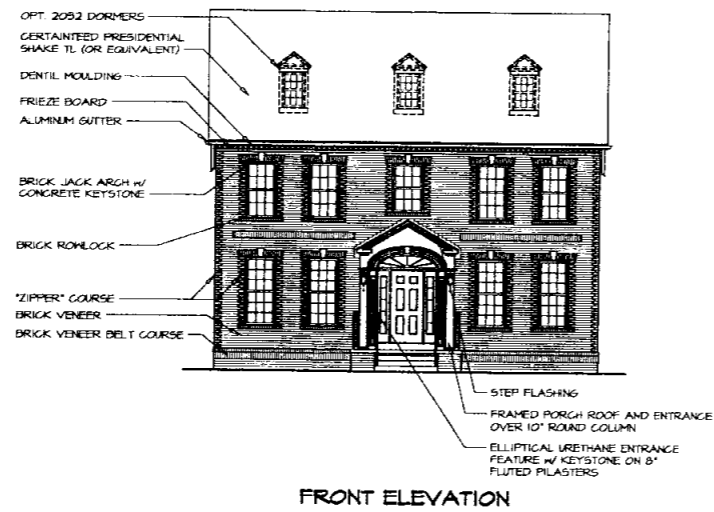 OPT. 2032 DORMERS
CERTAINTEED PRESIDENTIAL
SHAKE TL (OR EQUIVALENT)
DENTIL MOULDING
FRIEZE BOARD
ALUMINUM GUTTER
BRICK JACK ARCH W/
CONCRETE KEYSTONE
BRICK ROWLOCK
"ZIPPER" COURSE
BRICK VENEER
BRICK VENEER BELT COURSE
STEP FLASHING
FRAMED PORCH ROOF AND ENTRANCE
OVER 10" ROUND COLUMN
ELLIPTICAL URETHANE ENTRANCE
FEATURE W/ KEYSTONE ON 8"
FLUTED PILASTERS
FRONT ELEVATION